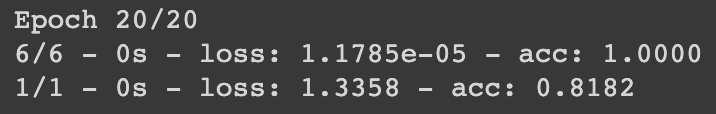 Epoch 20/20
6/6 - 0s - loss: 1.1785e-05 - acc: 1.0000
1/1 - 0s - loss: 1.3358 - acc: 0.8182